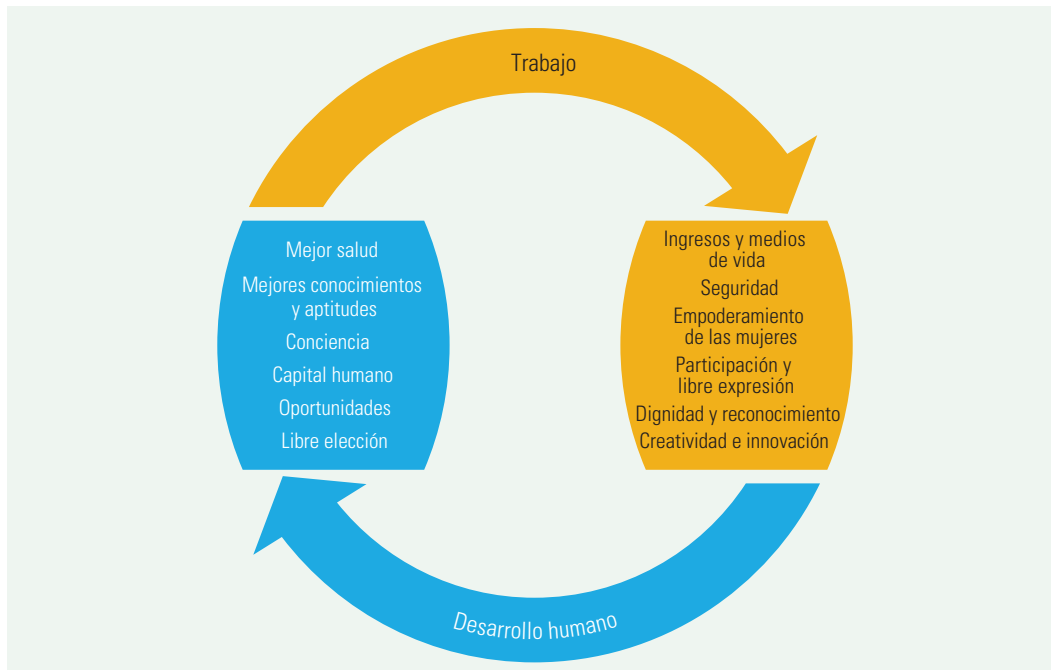 Trabajo
Mejor salud
Mejores conocimientos
y aptitudes
Conciencia
Capital humano
Oportunidades
Libre elección
Ingresos y medios
de vida
Seguridad
Empoderamiento
de las mujeres
Participación y
libre expresión
Dignidad y reconocimiento
Creatividad e innovación
Desarrollo humano